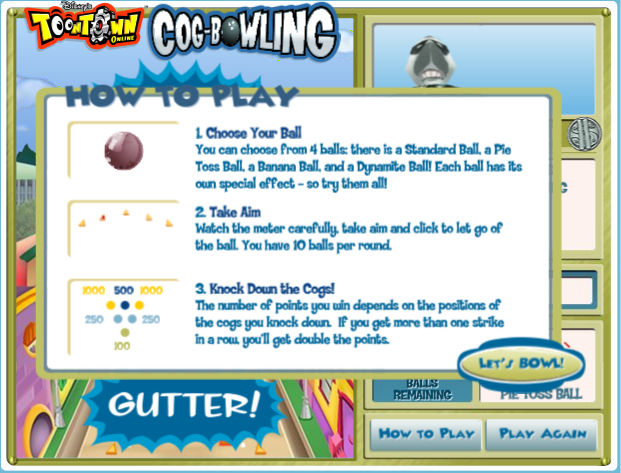 Disney's
TOONTOWN
ONLINE
COG-BOWLING
HOW TO PLAY
1. Choose Your Ball
You can choose from 4 balls: there is a Standard Ball, a Pie
Toss Ball, a Banana Ball, and a Dynamite Ball! Each ball has its
own special effect - so try them all!
2. Take Aim
Watch the meter carefully, take aim and click to let go of
the ball. You have 10 balls per round.
1000 500 1000
250 250
100
3. Knock Down the Cogs!
The number of points you win depends on the positions of
the cogs you knock down. If you get more than one strike
in a row, you'll get double the points.
LET'S BOWL!
GUTTER!
BALLS
REMAINING
PIE TOSS BALL
HOW TO PLAY
PLAY AGAIN